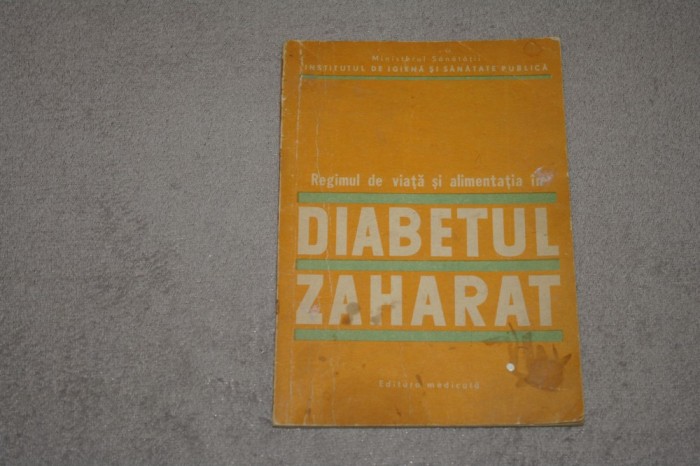 Ministerul Sănătății
INSTITUTUL DE IGIENĂ ȘI SĂNĂTATE PUBLICĂ
Regimul de viață și alimentația în
DIABETUL
ZAHARAT
Editura medicală